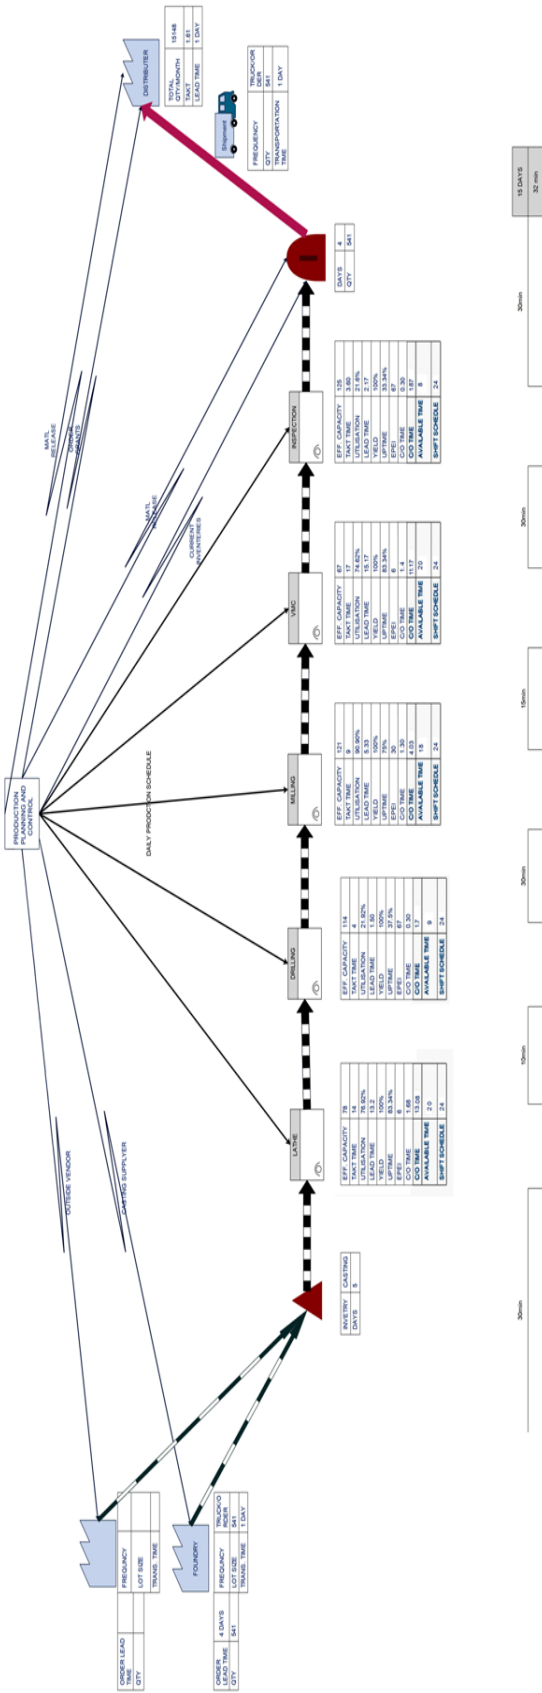 PRODUCTION
PLANNING AND
CONTROL
OUTSIDE VENDOR
CASTING SUPPLYER
DAILY PRODCTION SCHEDULE
MATL
RELEASE
ORDER
GRANTS
MATL
RELEASE
CURRENT
INVENTERIES
ORDER LEAD
TIME
QTY
FREQUNCY
LOT SIZE
TRANS. TIME
FOUNDRY
ORDER
LEAD TIME 4 DAYS
QTY 541
FREQUNCY TRUCK/O
RDER
LOT SIZE 541
TRANS. TIME 1 DAY
DISTRIBUTER
TOTAL
QTY/MONTH 15148
TAKT 1.61
LEAD TIME 1 DAY
Shipment
FREQUENCY TRUCK/OR
DER
QTY 541
TRANSPORTATION
TIME 1 DAY
INVETRY CASTING
DAYS 5
LATHE
EFF. CAPACITY 78
TAKT TIME 14
UTILISATION 76.92%
LEAD TIME 13.2
YIELD 100%
UPTIME 83.34%
EPEI 6
C/O TIME 1.68
C/O TIME 13.08
AVAILABLE TIME 20
SHIFT SCHEDULE 24
DRILLING
EFF. CAPACITY 114
TAKT TIME 4
UTILISATION 21.92%
LEAD TIME 1.50
YIELD 100%
UPTIME 37.5%
EPEI 67
C/O TIME 0.30
C/O TIME 1.7
AVAILABLE TIME 9
SHIFT SCHEDULE 24
MILLING
EFF. CAPACITY 121
TAKT TIME 9
UTILISATION 90.90%
LEAD TIME 5.33
YIELD 100%
UPTIME 75%
EPEI 30
C/O TIME 1.30
C/O TIME 4.03
AVAILABLE TIME 18
SHIFT SCHEDULE 24
VMC
EFF. CAPACITY 67
TAKT TIME 17
UTILISATION 74.62%
LEAD TIME 15.17
YIELD 100%
UPTIME 83.34%
EPEI 6
C/O TIME 1.4
C/O TIME 11.17
AVAILABLE TIME 20
SHIFT SCHEDULE 24
INSPECTION
EFF. CAPACITY 125
TAKT TIME 3.60
UTILISATION 21.6%
LEAD TIME 2.17
YIELD 100%
UPTIME 33.34%
EPEI 67
C/O TIME 0.30
C/O TIME 1.87
AVAILABLE TIME 8
SHIFT SCHEDULE 24
DAYS 4
QTY 541
30min
10min
30min
15min
30min
30min
15 DAYS
32 min